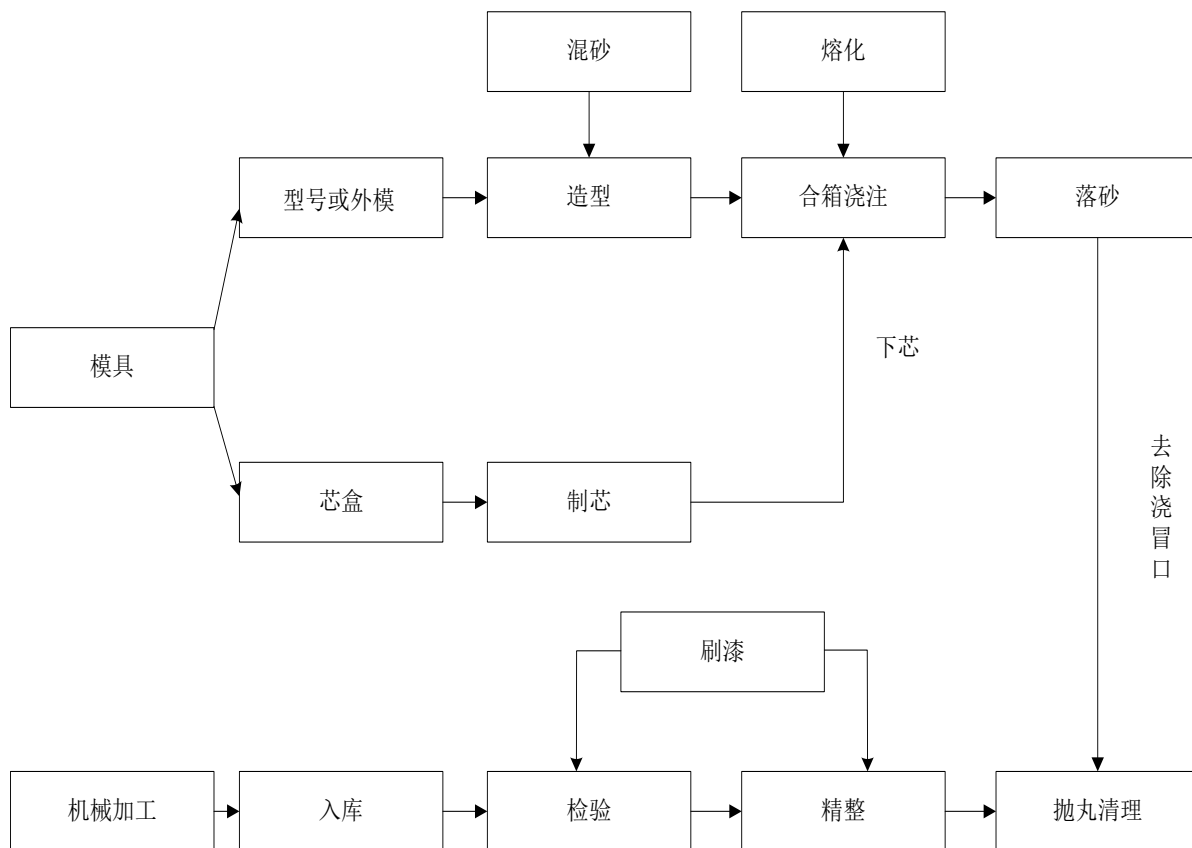 混砂
熔化
型号或外模
造型
合箱浇注
落砂
模具
下芯
芯盒
制芯
去除浇冒口
刷漆
机械加工
入库
检验
精整
抛丸清理